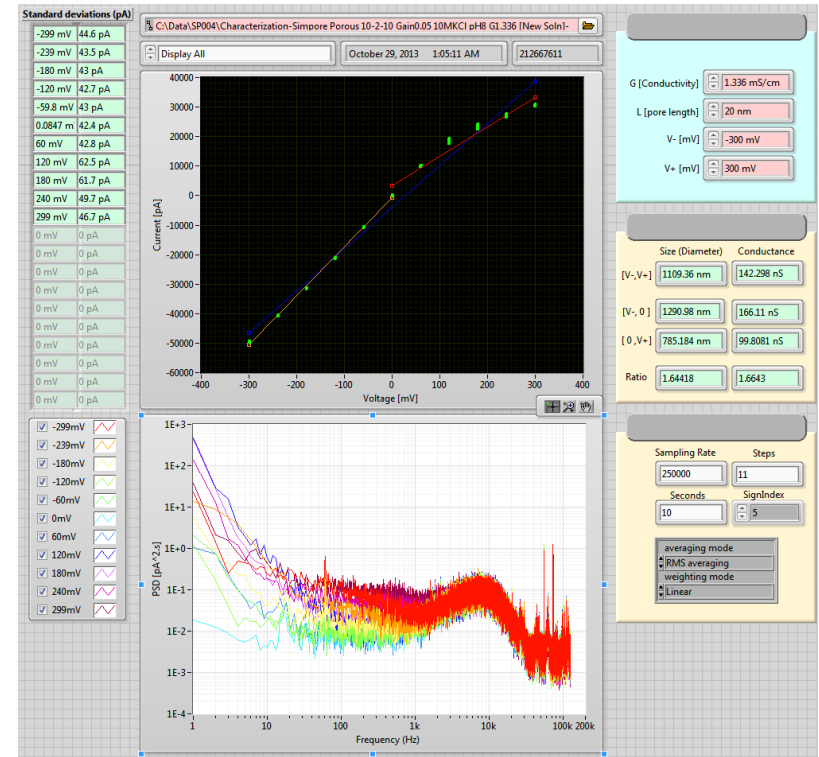 Standard deviations (pA)
-299 mV 44.6 pA
-239 mV 43.5 pA
-180 mV 43 pA
-120 mV 42.7 pA
-59.8 mV 43 pA
0.0847 m 42.4 pA
60 mV 42.8 pA
120 mV 62.5 pA
180 mV 61.7 pA
240 mV 49.7 pA
299 mV 46.7 pA
0 mV 0 pA
0 mV 0 pA
0 mV 0 pA
0 mV 0 pA
0 mV 0 pA
0 mV 0 pA
0 mV 0 pA
0 mV 0 pA
0 mV 0 pA
0 mV 0 pA
-299mV
-239mV
-180mV
-120mV
-60mV
0mV
60mV
120mV
180mV
240mV
299mV
C:\Data\SP004\Characterization-Simpore Porous 10-2-10 Gain0.05 10MKCl pH8 G1.336 [New Soln]-
Display All
October 29, 2013 1:05:11 AM
212667611
40000
30000
20000
10000
0
-10000
-20000
-30000
-40000
-50000
-60000
Current [pA]
-400 -300 -200 -100 0 100 200 300 400
Voltage [mV]
1E+3
1E+2
1E+1
1E+0
1E-1
1E-2
1E-3
1E-4
PSD [pA^2.s]
1 10 100 1k 10k 100k 200k
Frequency (Hz)
G [Conductivity] 1.336 mS/cm
L [pore length] 20 nm
V- [mV] -300 mV
V+ [mV] 300 mV
Size (Diameter) Conductance
[V-,V+] 1109.36 nm 142.298 nS
[V-, 0 ] 1290.98 nm 166.11 nS
[ 0 ,V+] 785.184 nm 99.8081 nS
Ratio 1.64418 1.6643
Sampling Rate Steps
250000 11
Seconds SignIndex
10 5
averaging mode
RMS averaging
weighting mode
Linear